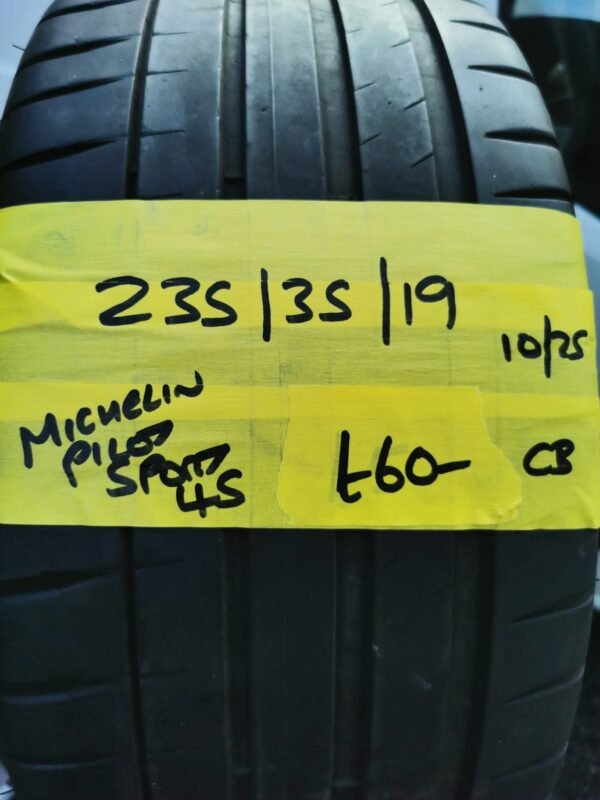 235/35/19
10/25
MICHELIN
PILOT
SPORT
4S
£60-
CB